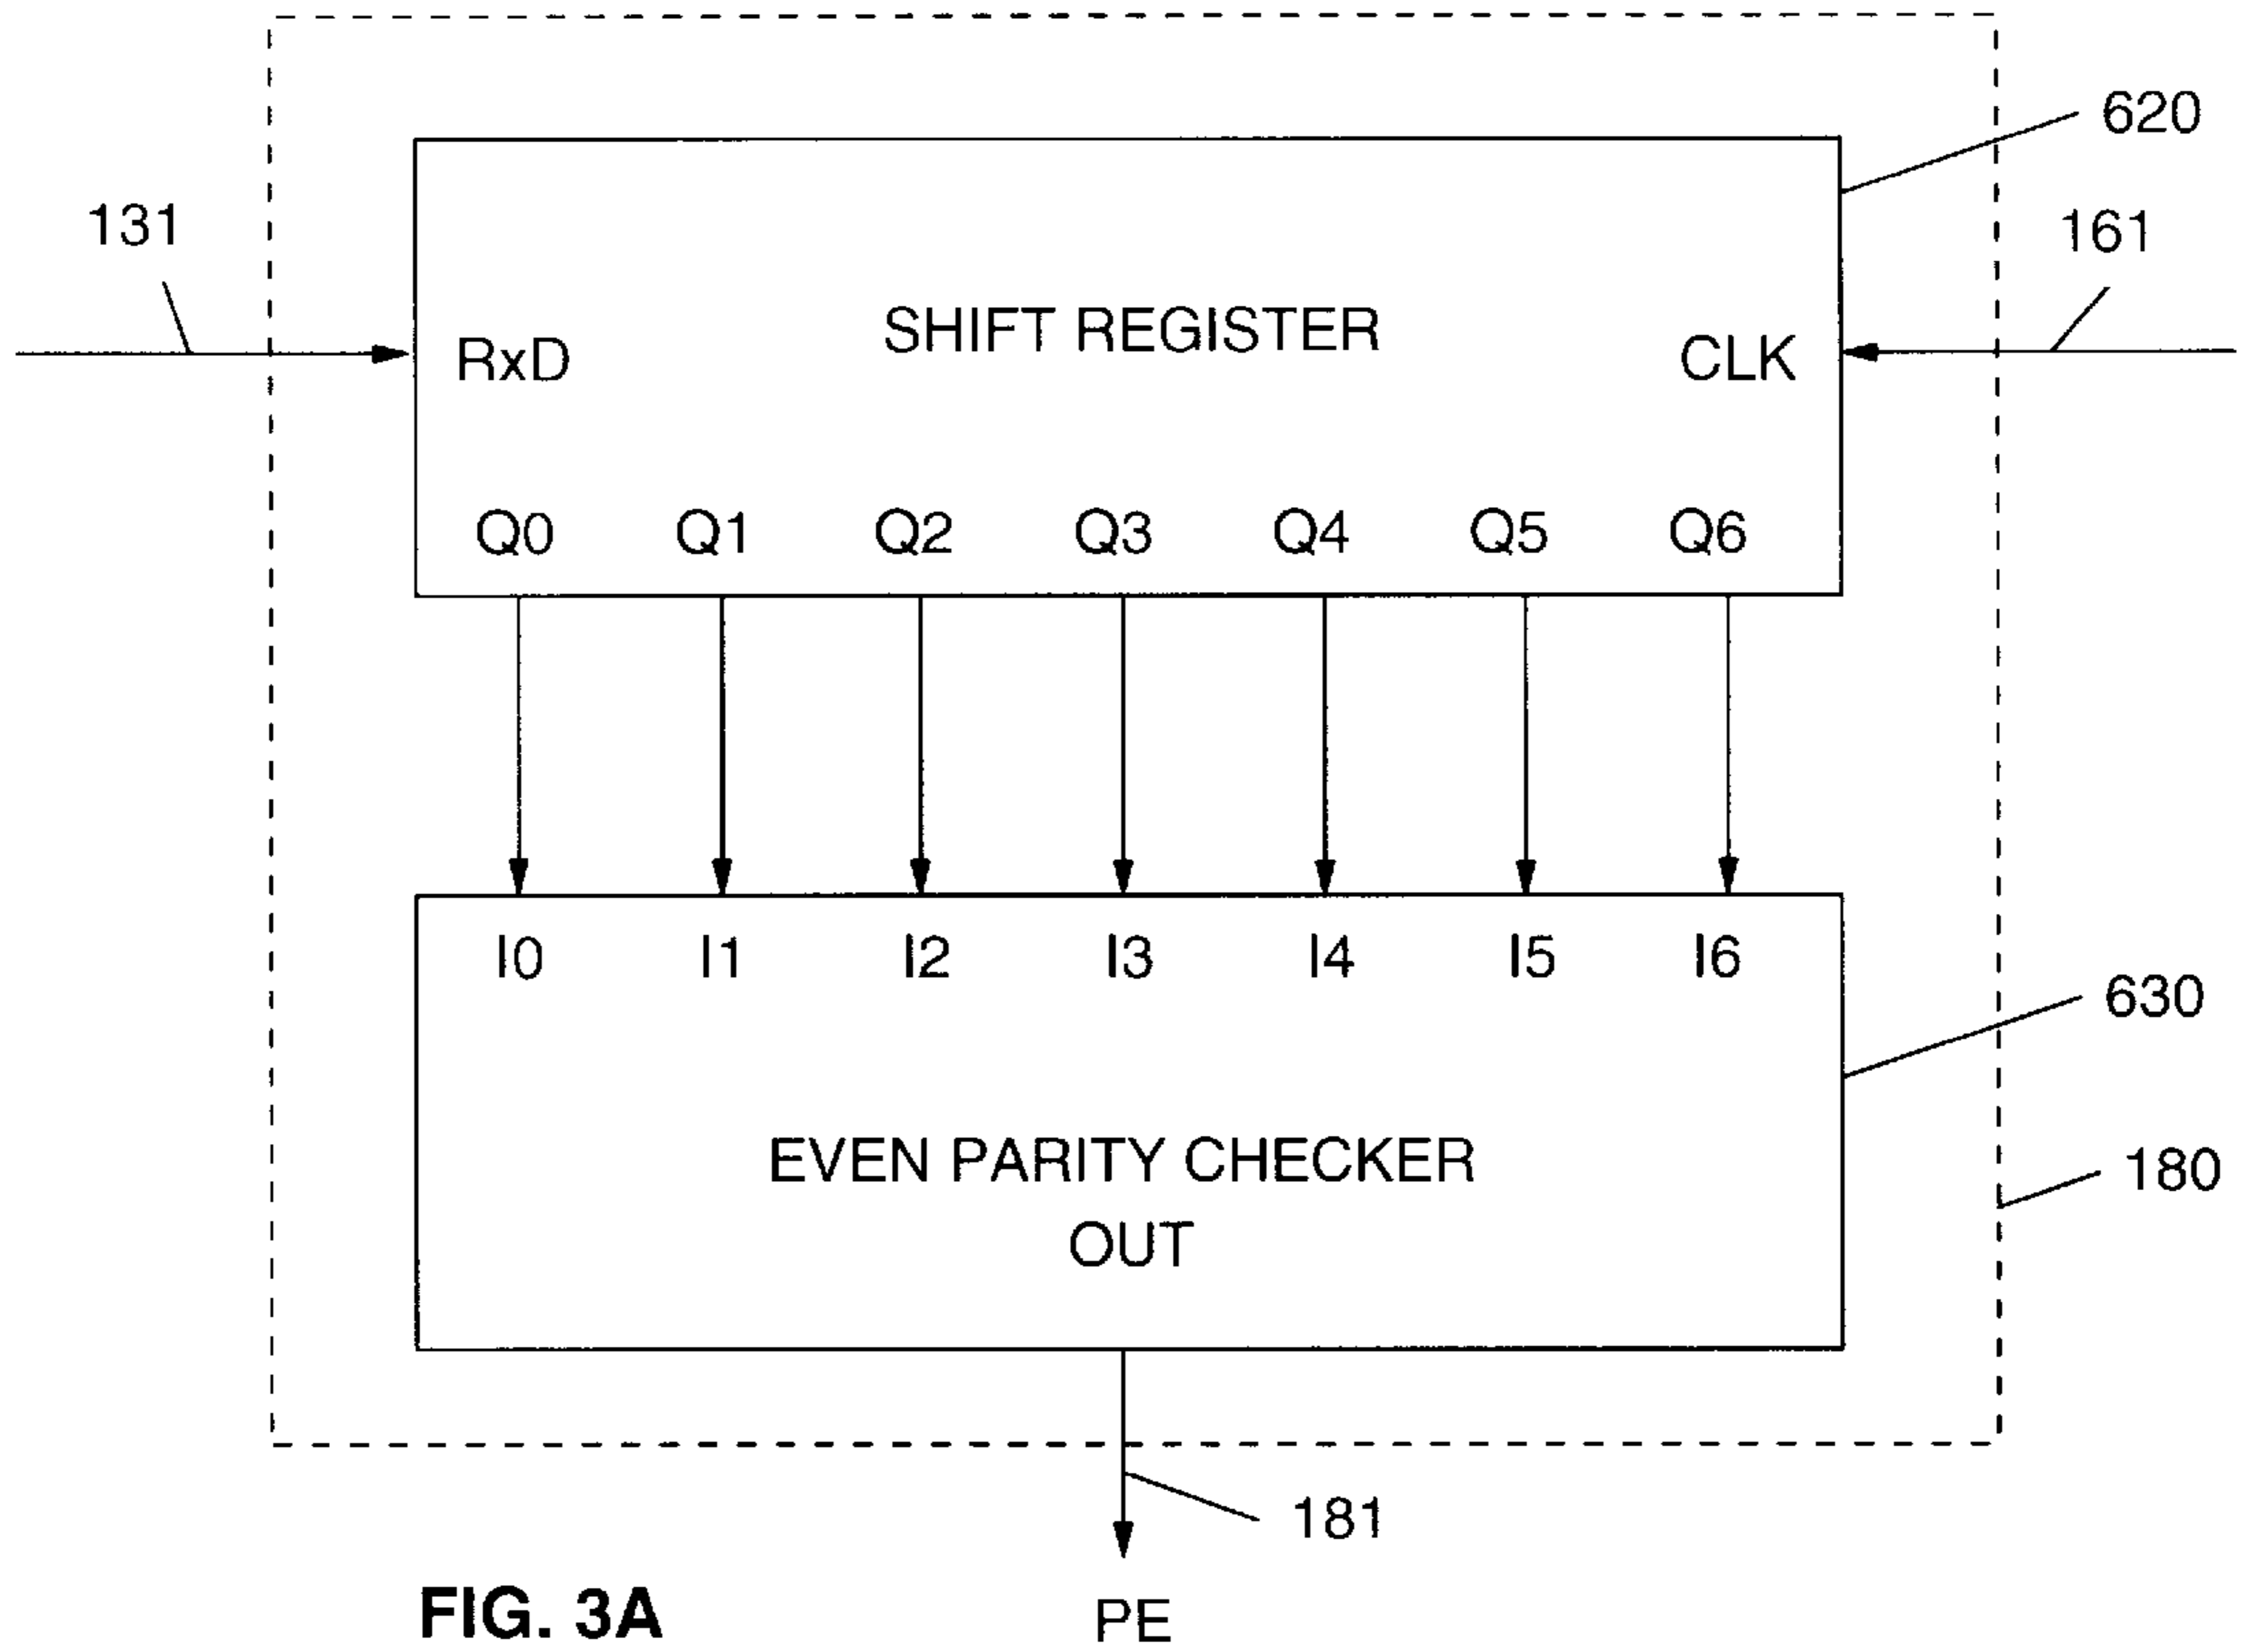 620
131
161
SHIFT REGISTER
RxD
CLK
Q0 Q1 Q2 Q3 Q4 Q5 Q6
I0 I1 I2 I3 I4 I5 I6
630
EVEN PARITY CHECKER
180
OUT
181
FIG. 3A
PE